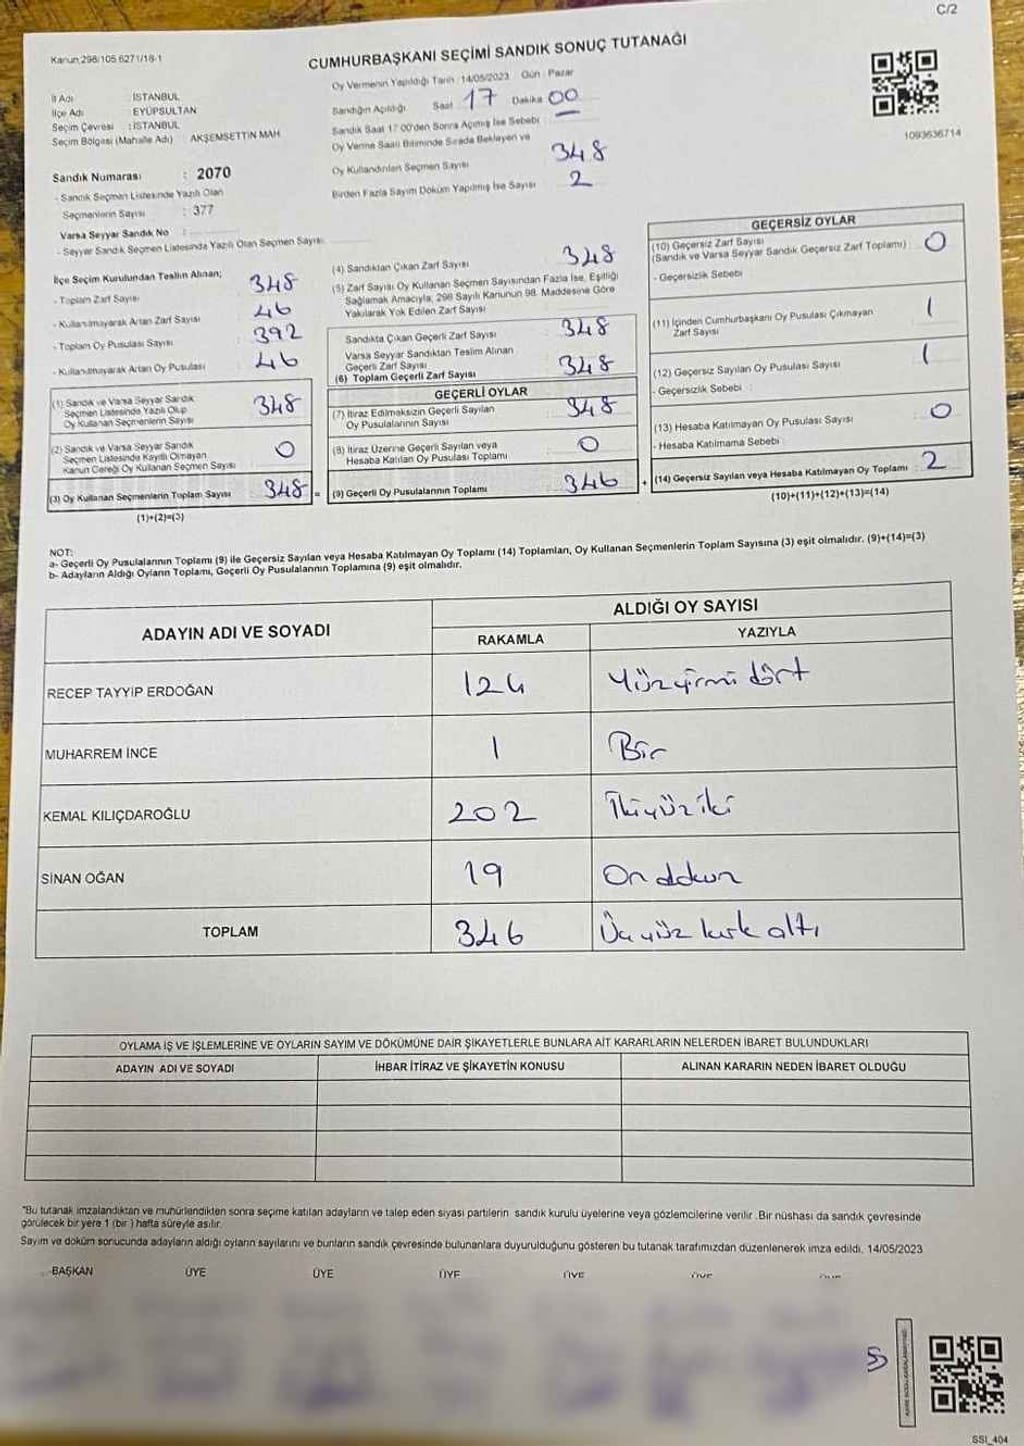 C/2
Kanun:298/105 6271/18-1
CUMHURBAŞKANI SEÇİMİ SANDIK SONUÇ TUTANAĞI
Oy Vermenin Yapıldığı Tarih :14/05/2023 Gün : Pazar
İl Adı : İSTANBUL
İlçe Adı : EYÜPSULTAN
Seçim Çevresi : İSTANBUL
Seçim Bölgesi (Mahalle Adı) AKŞEMSETTİN MAH
Sandığın Açıldığı Saat 17 Dakika 00
Sandık Saat 17:00'den Sonra Açılmış İse Sebebi :
Oy Verme Saati Bitiminde Sırada Bekleyen ve
Oy Kullandırılan Seçmen Sayısı 348
Birden Fazla Sayım Döküm Yapılmış İse Sayısı 2
1093636714
Sandık Numarası : 2070
- Sandık Seçmen Listesinde Yazılı Olan
Seçmenlerin Sayısı : 377
Varsa Seyyar Sandık No :
- Seyyar Sandık Seçmen Listesinde Yazılı Olan Seçmen Sayısı:
İlçe Seçim Kurulundan Teslim Alınan;
- Toplam Zarf Sayısı : 348
- Kullanılmayarak Artan Zarf Sayısı 46
- Toplam Oy Pusulası Sayısı : 392
- Kullanılmayarak Artan Oy Pusulası : 46
(1) Sandık ve Varsa Seyyar Sandık
Seçmen Listesinde Yazılı Olup
Oy Kullanan Seçmenlerin Sayısı 348
(2) Sandık ve Varsa Seyyar Sandık
Seçmen Listesinde Kayıtlı Olmayan
Kanun Gereği Oy Kullanan Seçmen Sayısı 0
(3) Oy Kullanan Seçmenlerin Toplam Sayısı 348 =
(1)+(2)=(3)
(4) Sandıktan Çıkan Zarf Sayısı 348
(5) Zarf Sayısı Oy Kullanan Seçmen Sayısından Fazla İse, Eşitliği
Sağlamak Amacıyla, 298 Sayılı Kanunun 98. Maddesine Göre
Yakılarak Yok Edilen Zarf Sayısı
Sandıkta Çıkan Geçerli Zarf Sayısı : 348
Varsa Seyyar Sandıktan Teslim Alınan
Geçerli Zarf Sayısı
(6) Toplam Geçerli Zarf Sayısı : 348
GEÇERLİ OYLAR
(7) İtiraz Edilmeksizin Geçerli Sayılan
Oy Pusulalarının Sayısı 348
(8) İtiraz Üzerine Geçerli Sayılan veya
Hesaba Katılan Oy Pusulası Toplamı 0
(9) Geçerli Oy Pusulalarının Toplamı 346 +
GEÇERSİZ OYLAR
(10) Geçersiz Zarf Sayısı
(Sandık ve Varsa Seyyar Sandık Geçersiz Zarf Toplamı) : 0
- Geçersizlik Sebebi
(11) İçinden Cumhurbaşkanı Oy Pusulası Çıkmayan
Zarf Sayısı 1
(12) Geçersiz Sayılan Oy Pusulası Sayısı 1
- Geçersizlik Sebebi :
(13) Hesaba Katılmayan Oy Pusulası Sayısı 0
- Hesaba Katılmama Sebebi :
(14) Geçersiz Sayılan veya Hesaba Katılmayan Oy Toplamı : 2
(10)+(11)+(12)+(13)=(14)
NOT:
a- Geçerli Oy Pusulalarının Toplamı (9) ile Geçersiz Sayılan veya Hesaba Katılmayan Oy Toplamı (14) Toplamları, Oy Kullanan Seçmenlerin Toplam Sayısına (3) eşit olmalıdır. (9)+(14)=(3)
b- Adayların Aldığı Oyların Toplamı, Geçerli Oy Pusulalarının Toplamına (9) eşit olmalıdır.
ADAYIN ADI VE SOYADI
ALDIĞI OY SAYISI
RAKAMLA YAZIYLA
RECEP TAYYİP ERDOĞAN 124 Yüzyirmi dört
MUHARREM İNCE 1 Bir
KEMAL KILIÇDAROĞLU 202 İkiyüz iki
SİNAN OĞAN 19 On dokuz
TOPLAM 346 Üçyüz kırk altı
OYLAMA İŞ VE İŞLEMLERİNE VE OYLARIN SAYIM VE DÖKÜMÜNE DAİR ŞİKAYETLERLE BUNLARA AİT KARARLARIN NELERDEN İBARET BULUNDUKLARI
ADAYIN ADI VE SOYADI İHBAR İTİRAZ VE ŞİKAYETİN KONUSU ALINAN KARARIN NEDEN İBARET OLDUĞU
"Bu tutanak imzalandıktan ve mühürlendikten sonra seçime katılan adayların ve talep eden siyasi partilerin sandık kurulu üyelerine veya gözlemcilerine verilir .Bir nüshası da sandık çevresinde
görülecek bir yere 1 (bir ) hafta süreyle asılır.
Sayım ve döküm sonucunda adayların aldığı oyların sayılarını ve bunların sandık çevresinde bulunanlara duyurulduğunu gösteren bu tutanak tarafımızdan düzenlenerek imza edildi. 14/05/2023
BAŞKAN ÜYE ÜYE ÜYE ÜYE ÜYE
5
SSI_404